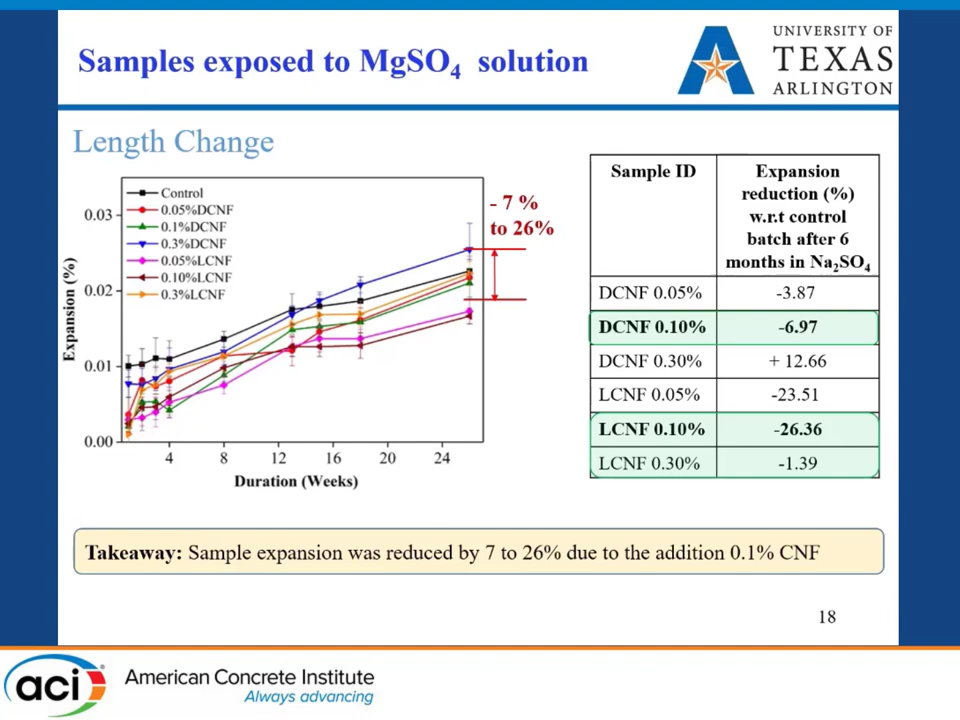 Samples exposed to MgSO4 solution
UNIVERSITY OF
TEXAS
ARLINGTON
Length Change
Control
0.05%DCNF
0.1%DCNF
0.3%DCNF
0.05%LCNF
0.10%LCNF
0.3%LCNF
- 7 %
to 26%
Expansion (%)
0.03
0.02
0.01
0.00
4 8 12 16 20 24
Duration (Weeks)
Sample ID Expansion
reduction (%)
w.r.t control
batch after 6
months in Na2SO4
DCNF 0.05% -3.87
DCNF 0.10% -6.97
DCNF 0.30% + 12.66
LCNF 0.05% -23.51
LCNF 0.10% -26.36
LCNF 0.30% -1.39
Takeaway: Sample expansion was reduced by 7 to 26% due to the addition 0.1% CNF
18
aci
American Concrete Institute
Always advancing